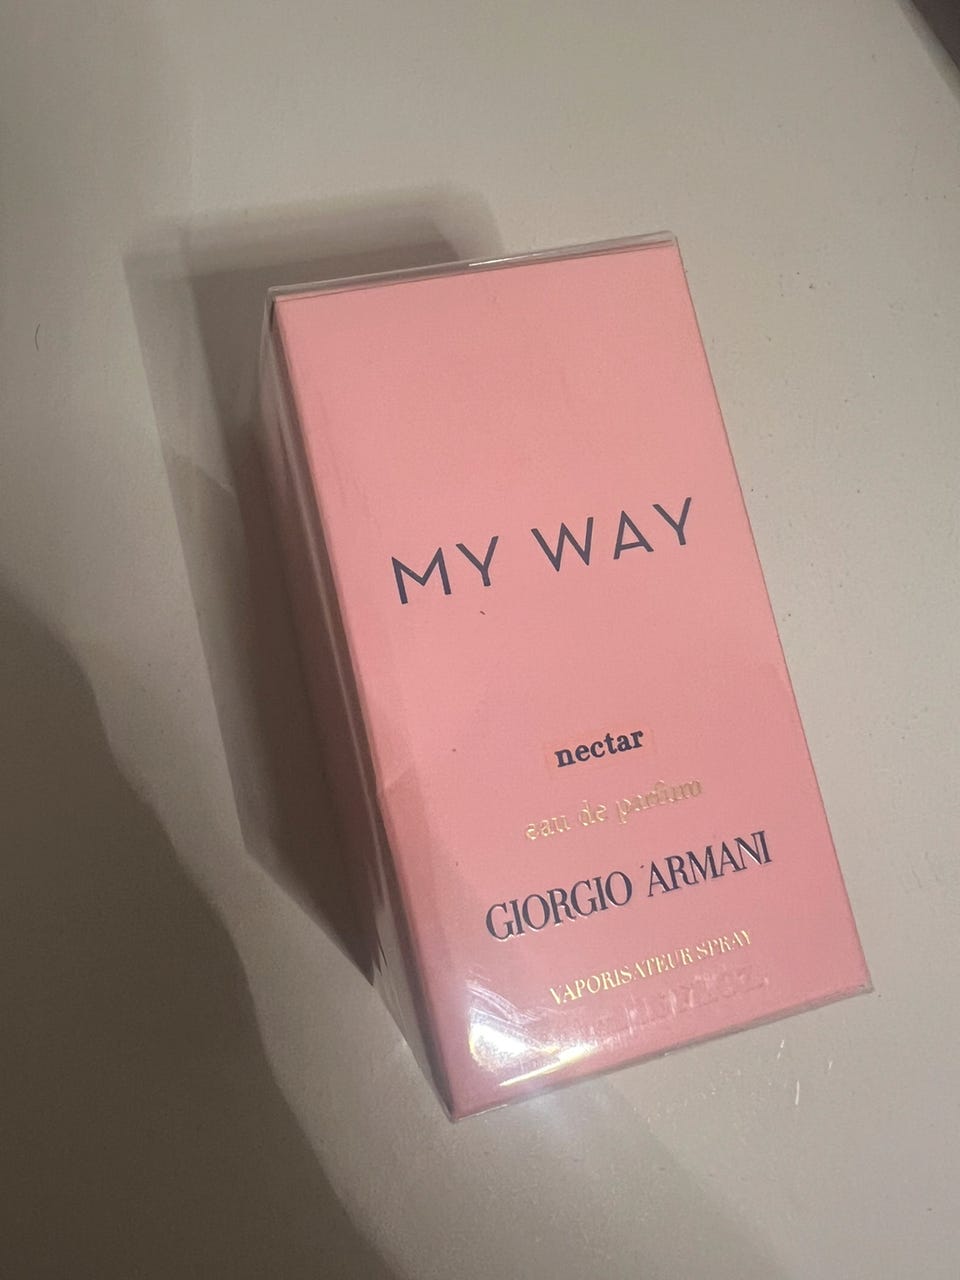 MY WAY
nectar
eau de parfum
GIORGIO ARMANI
VAPORISATEUR SPRAY